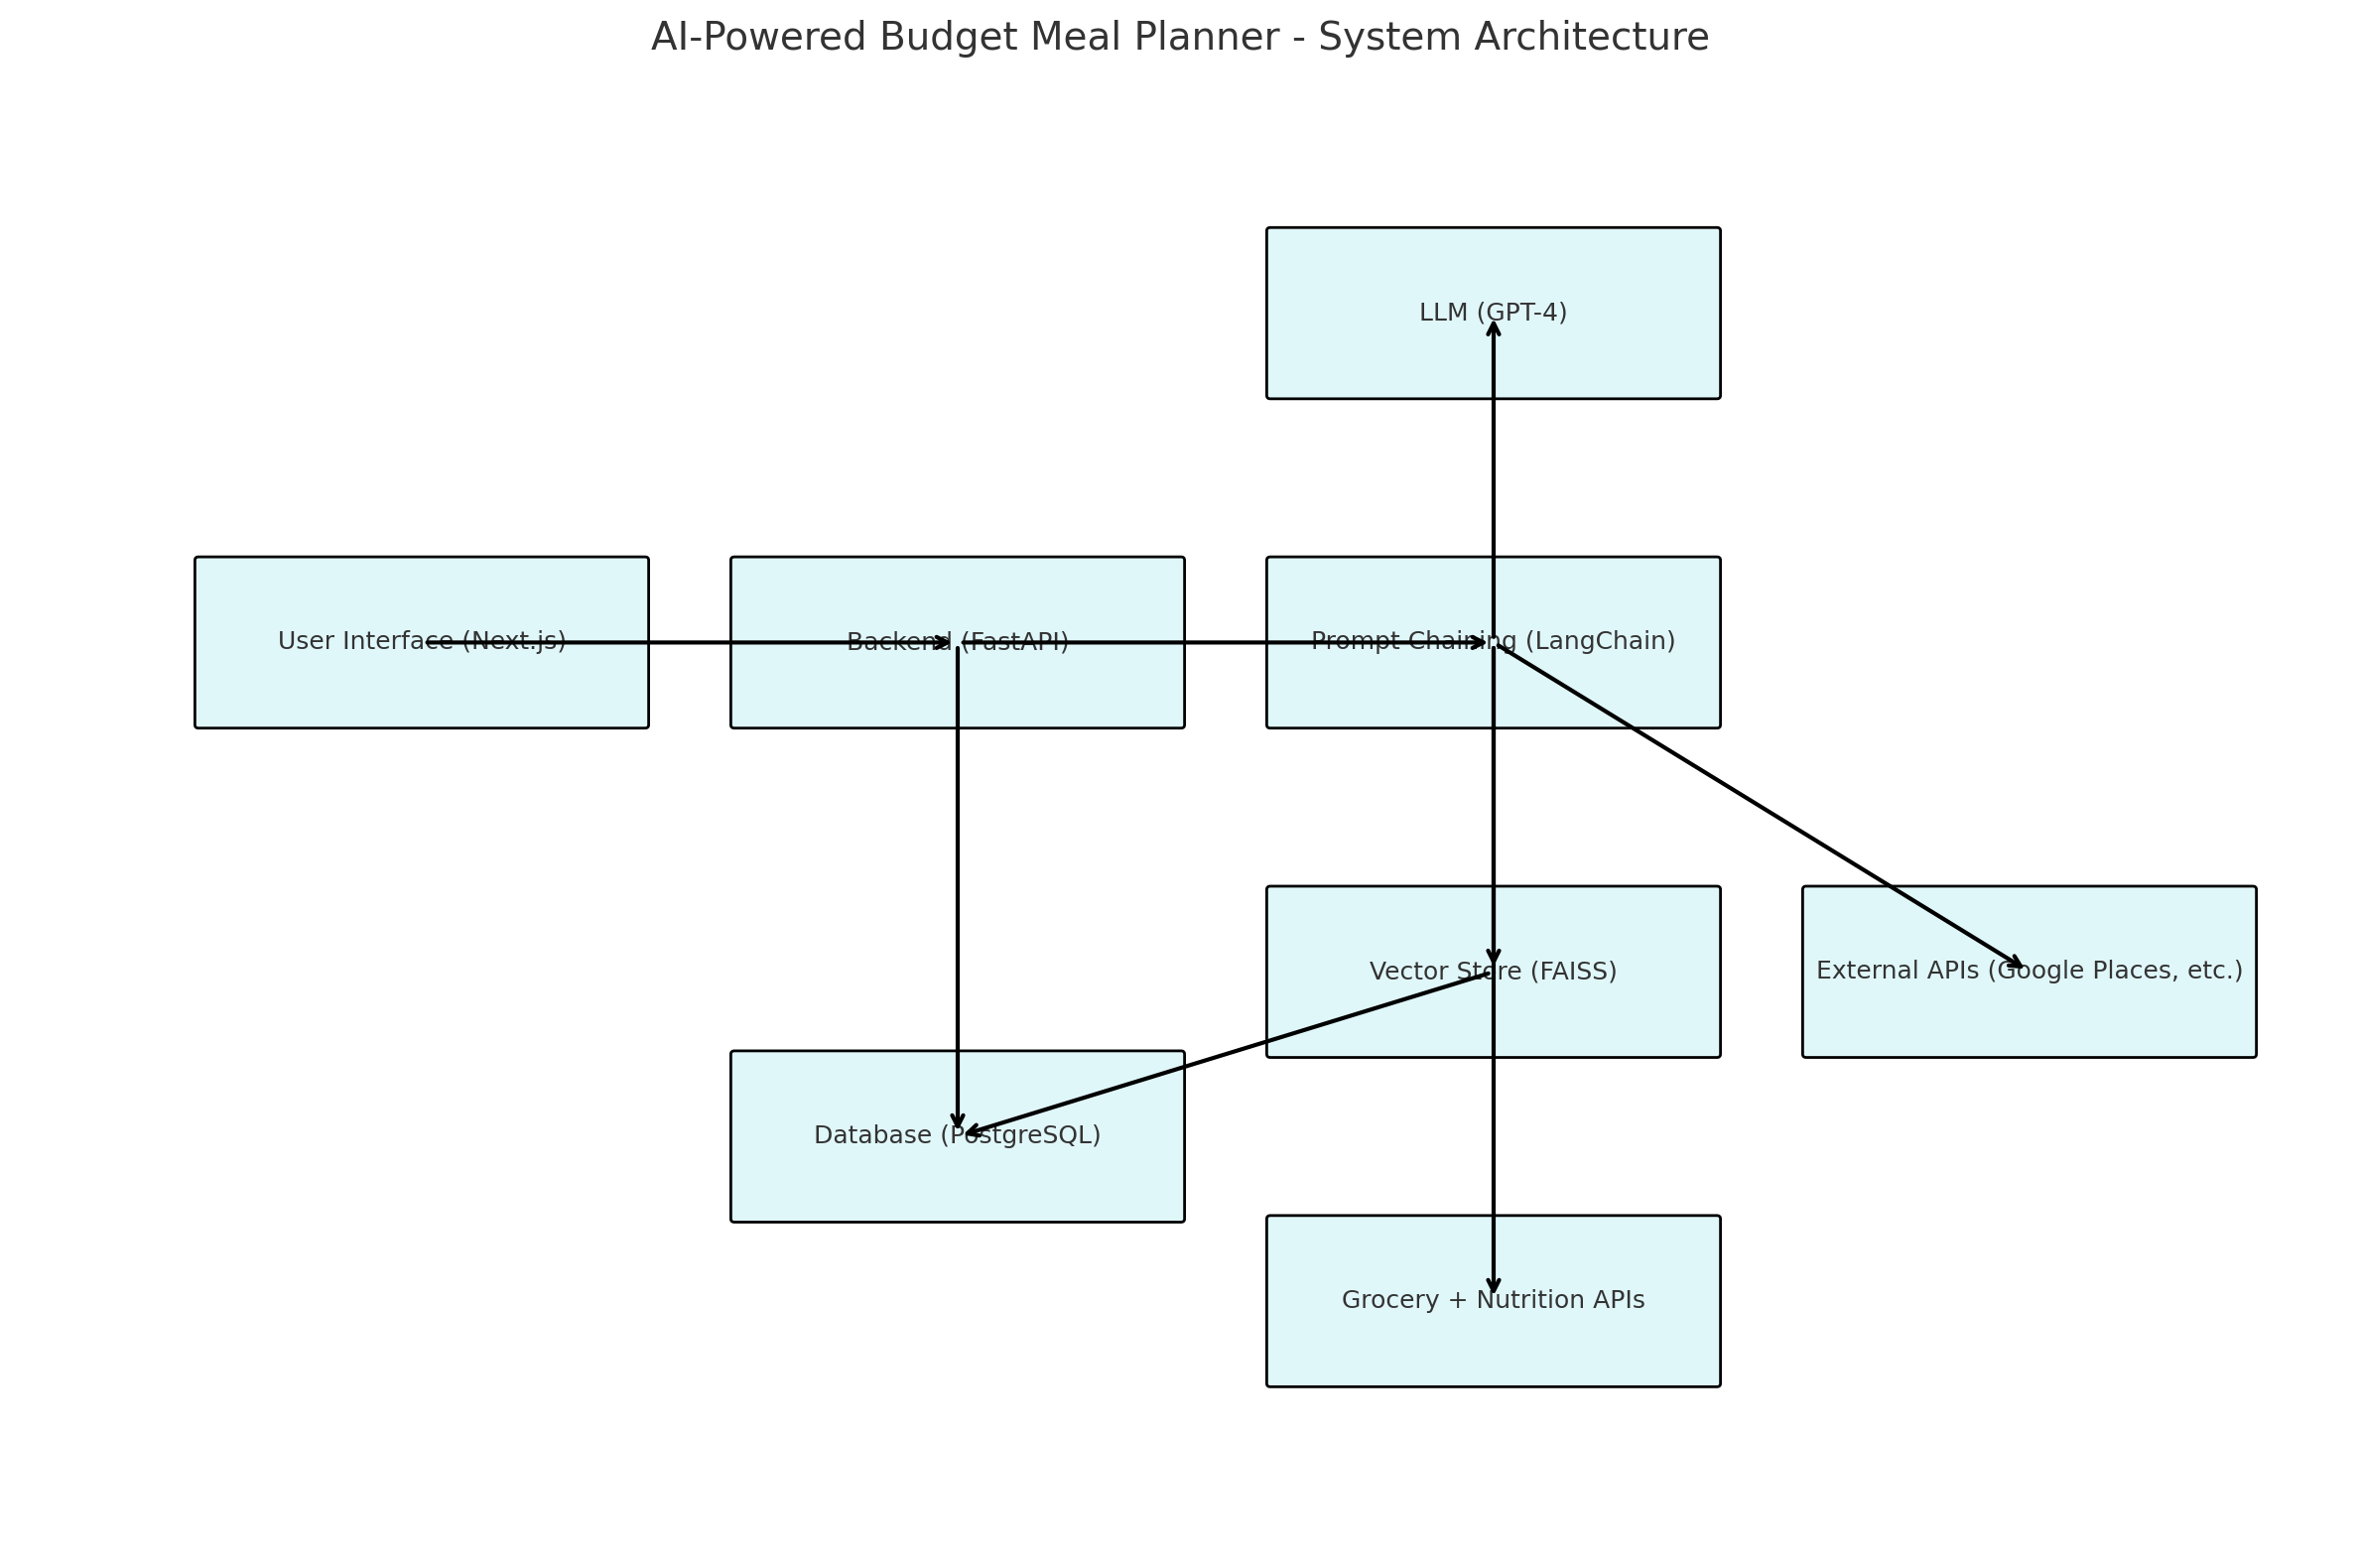 AI-Powered Budget Meal Planner - System Architecture
LLM (GPT-4)
User Interface (Next.js)
Backend (FastAPI)
Prompt Chaining (LangChain)
Vector Store (FAISS)
External APIs (Google Places, etc.)
Database (PostgreSQL)
Grocery + Nutrition APIs